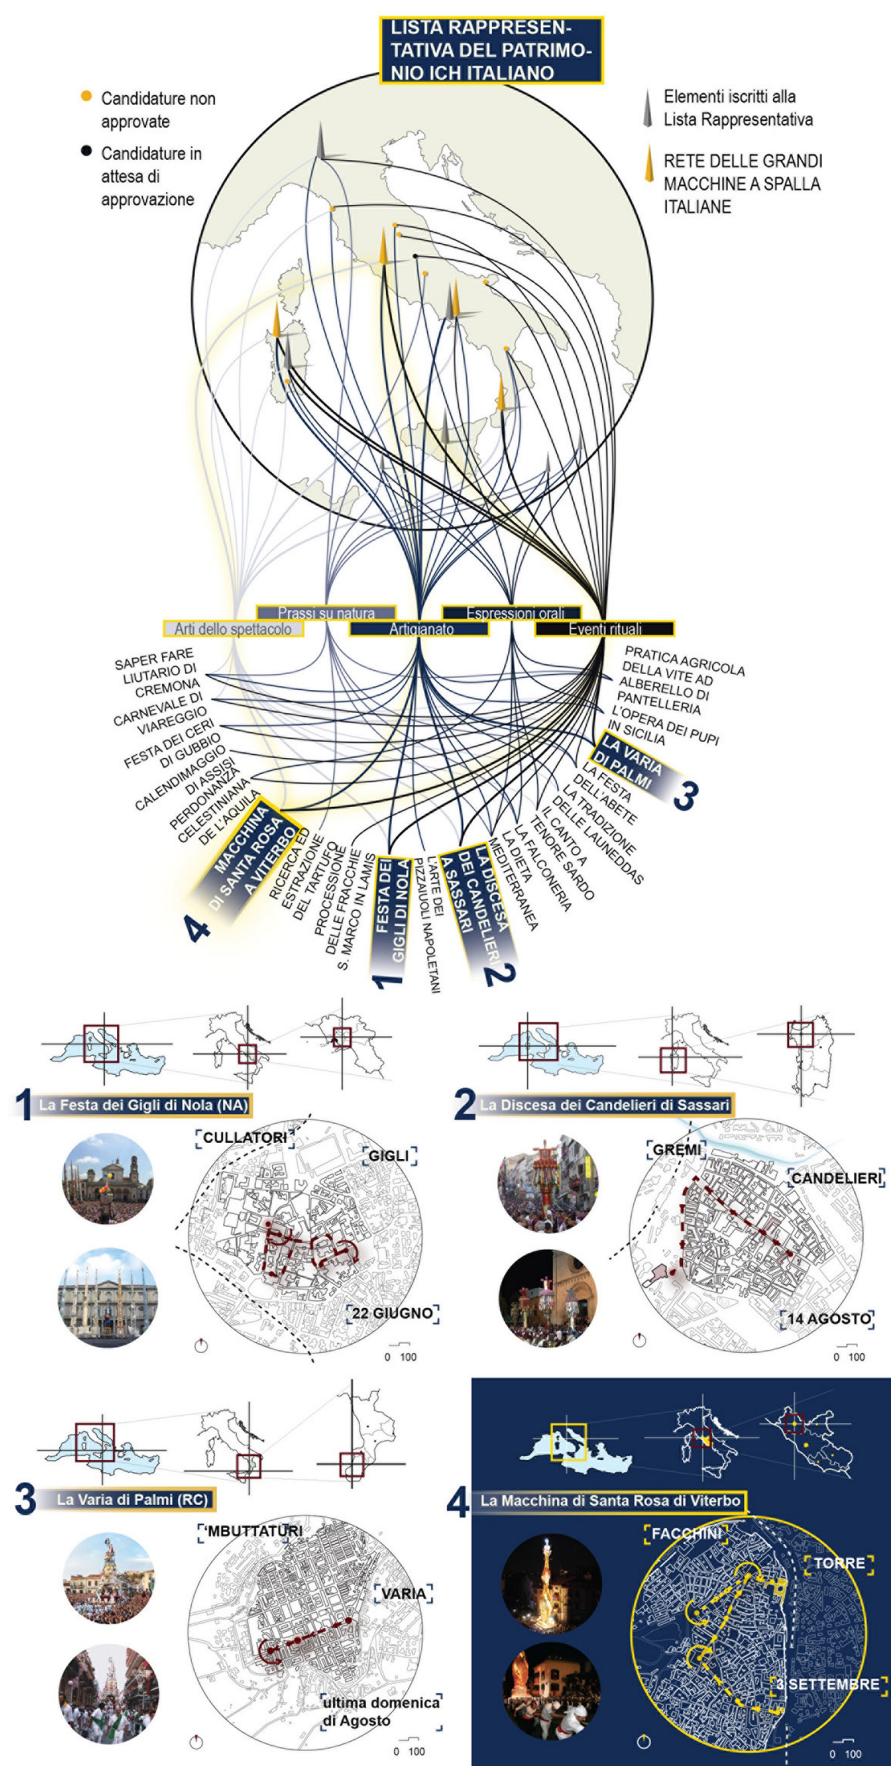 LISTA RAPPRESEN-
TATIVA DEL PATRIMO-
NIO ICH ITALIANO
Candidature non
approvate
Candidature in
attesa di
approvazione
Elementi iscritti alla
Lista Rappresentativa
RETE DELLE GRANDI
MACCHINE A SPALLA
ITALIANE
Prassi su natura
Espressioni orali
Arti dello spettacolo
Artigianato
Eventi rituali
SAPER FARE
LIUTARIO DI
CREMONA
CARNEVALE DI
VIAREGGIO
FESTA DEI CERI
DI GUBBIO
CALENDIMAGGIO
DI ASSISI
PERDONANZA
CELESTINIANA
DE L'AQUILA
MACCHINA
DI SANTA ROSA
A VITERBO
4
RICERCA ED
ESTRAZIONE
DEL TARTUFO
PROCESSIONE
DELLE FRACCHIE
S. MARCO IN LAMIS
FESTA DEI
GIGLI DI NOLA
1
L'ARTE DEI
PIZZAIUOLI NAPOLETANI
LA DISCESA
DEI CANDELIERI
A SASSARI
2
LA DIETA
MEDITERRANEA
LA FALCONERIA
IL CANTO A
TENORE SARDO
LA TRADIZIONE
DELLE LAUNEDDAS
LA FESTA
DELL'ABETE
LA VARIA
DI PALMI
3
L'OPERA DEI PUPI
IN SICILIA
PRATICA AGRICOLA
DELLA VITE AD
ALBERELLO DI
PANTELLERIA
1 La Festa dei Gigli di Nola (NA)
CULLATORI
GIGLI
22 GIUGNO
0 100
2 La Discesa dei Candelieri di Sassari
GREMI
CANDELIERI
14 AGOSTO
0 100
3 La Varia di Palmi (RC)
'MBUTTATURI
VARIA
ultima domenica
di Agosto
0 100
4 La Macchina di Santa Rosa di Viterbo
FACCHINI
TORRE
3 SETTEMBRE
0 100